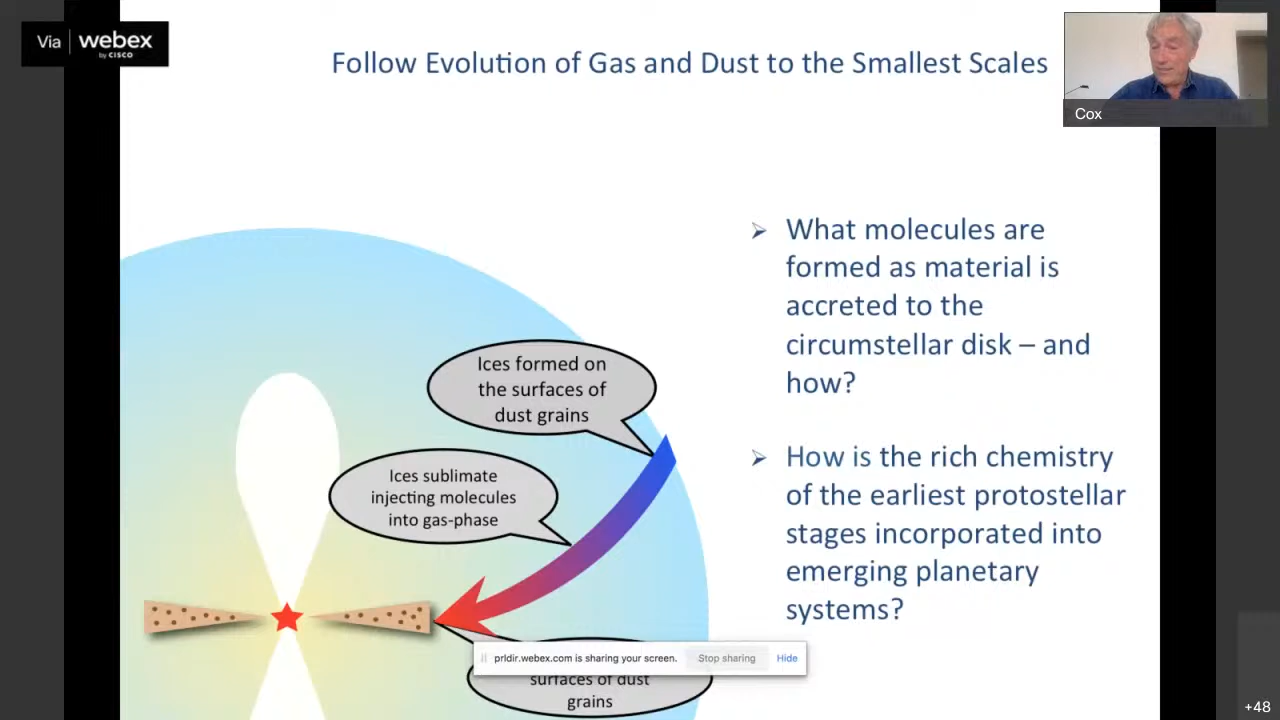 Via webex
by CISCO
Follow Evolution of Gas and Dust to the Smallest Scales
Cox
What molecules are
formed as material is
accreted to the
circumstellar disk – and
how?
How is the rich chemistry
of the earliest protostellar
stages incorporated into
emerging planetary
systems?
Ices formed on
the surfaces of
dust grains
Ices sublimate
injecting molecules
into gas-phase
prldir.webex.com is sharing your screen. Stop sharing Hide
surfaces of dust
grains
+48